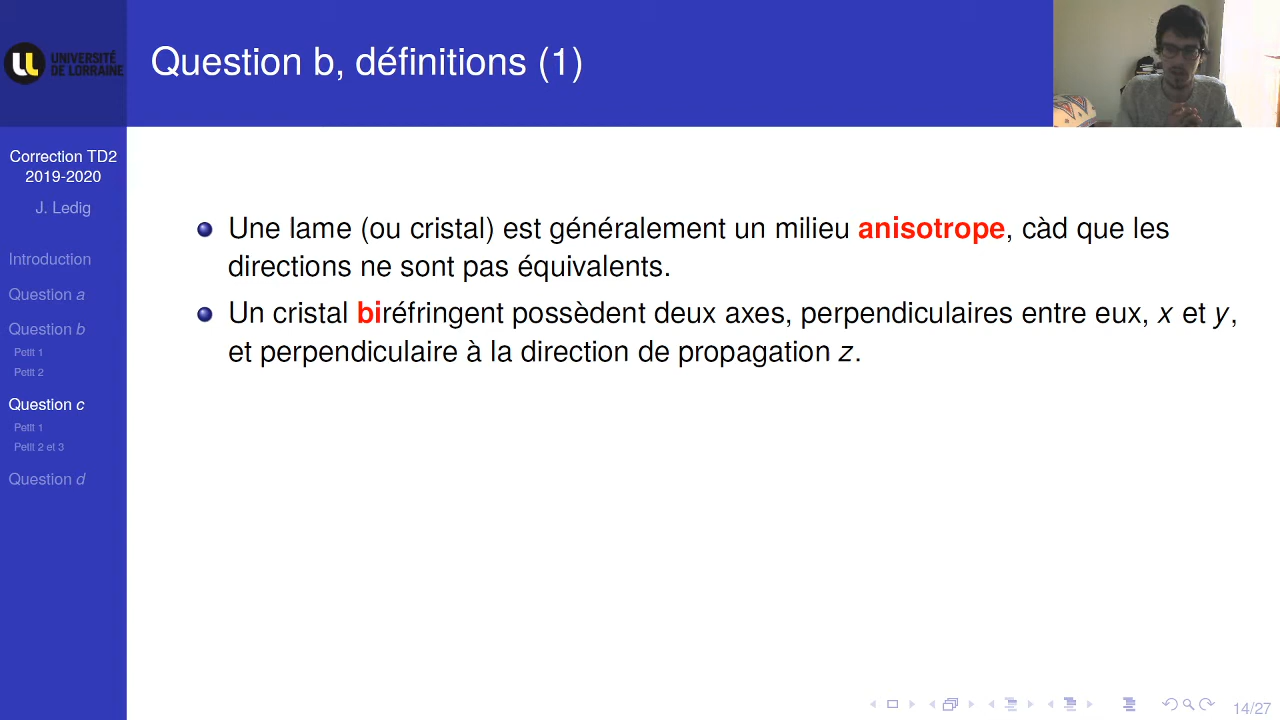 UNIVERSITÉ
DE LORRAINE
Question b, définitions (1)
Correction TD2
2019-2020
J. Ledig
Introduction
Question a
Question b
Petit 1
Petit 2
Question c
Petit 1
Petit 2 et 3
Question d
Une lame (ou cristal) est généralement un milieu anisotrope, càd que les
directions ne sont pas équivalents.
Un cristal biréfringent possèdent deux axes, perpendiculaires entre eux, x et y,
et perpendiculaire à la direction de propagation z.
14/27